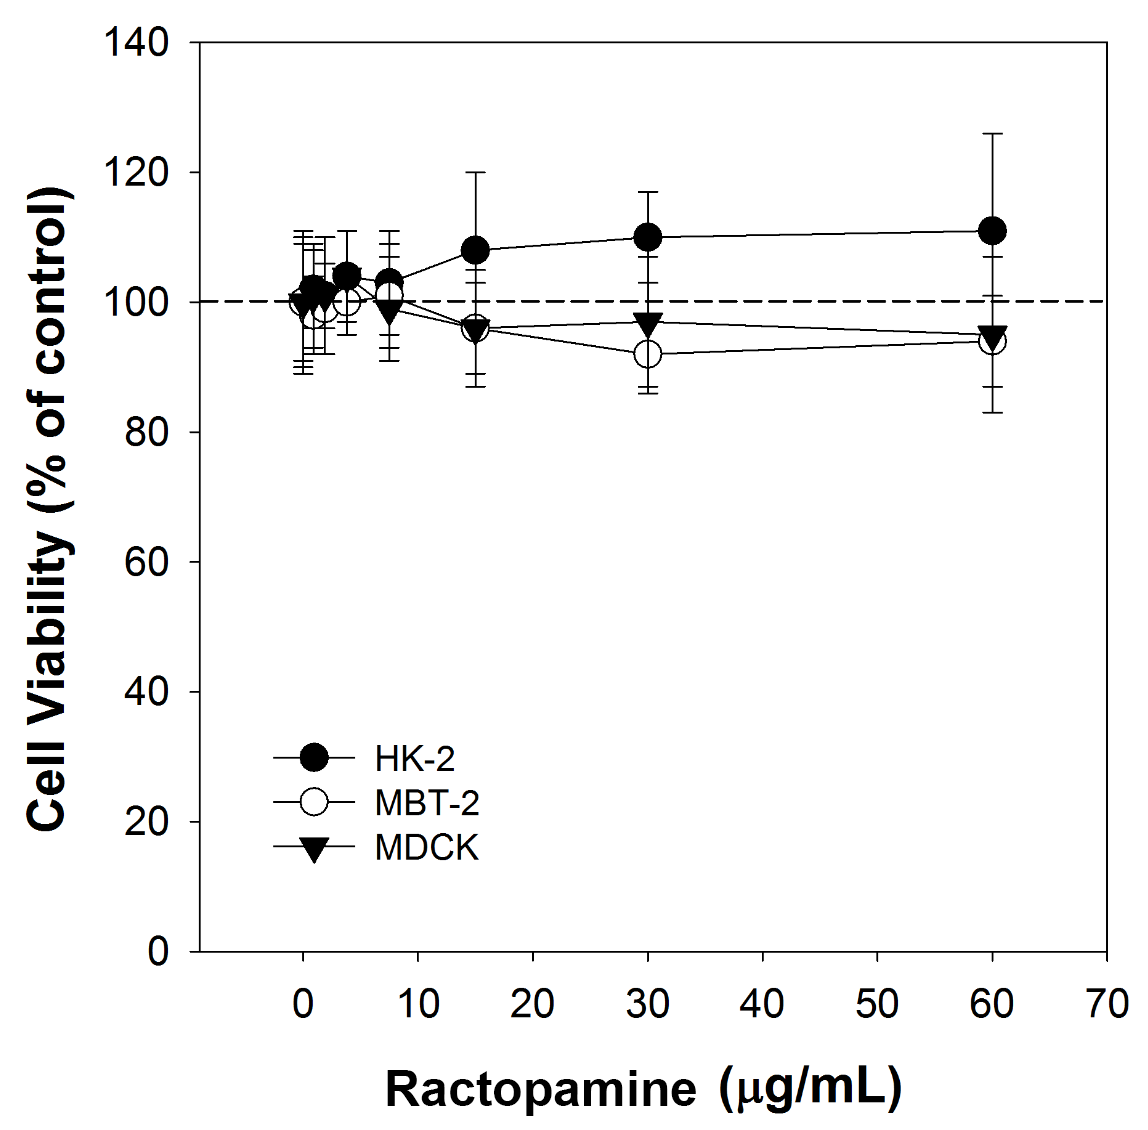 Cell Viability (% of control)
140
120
100
80
60
40
20
0
HK-2
MBT-2
MDCK
0 10 20 30 40 50 60 70
Ractopamine (μg/mL)